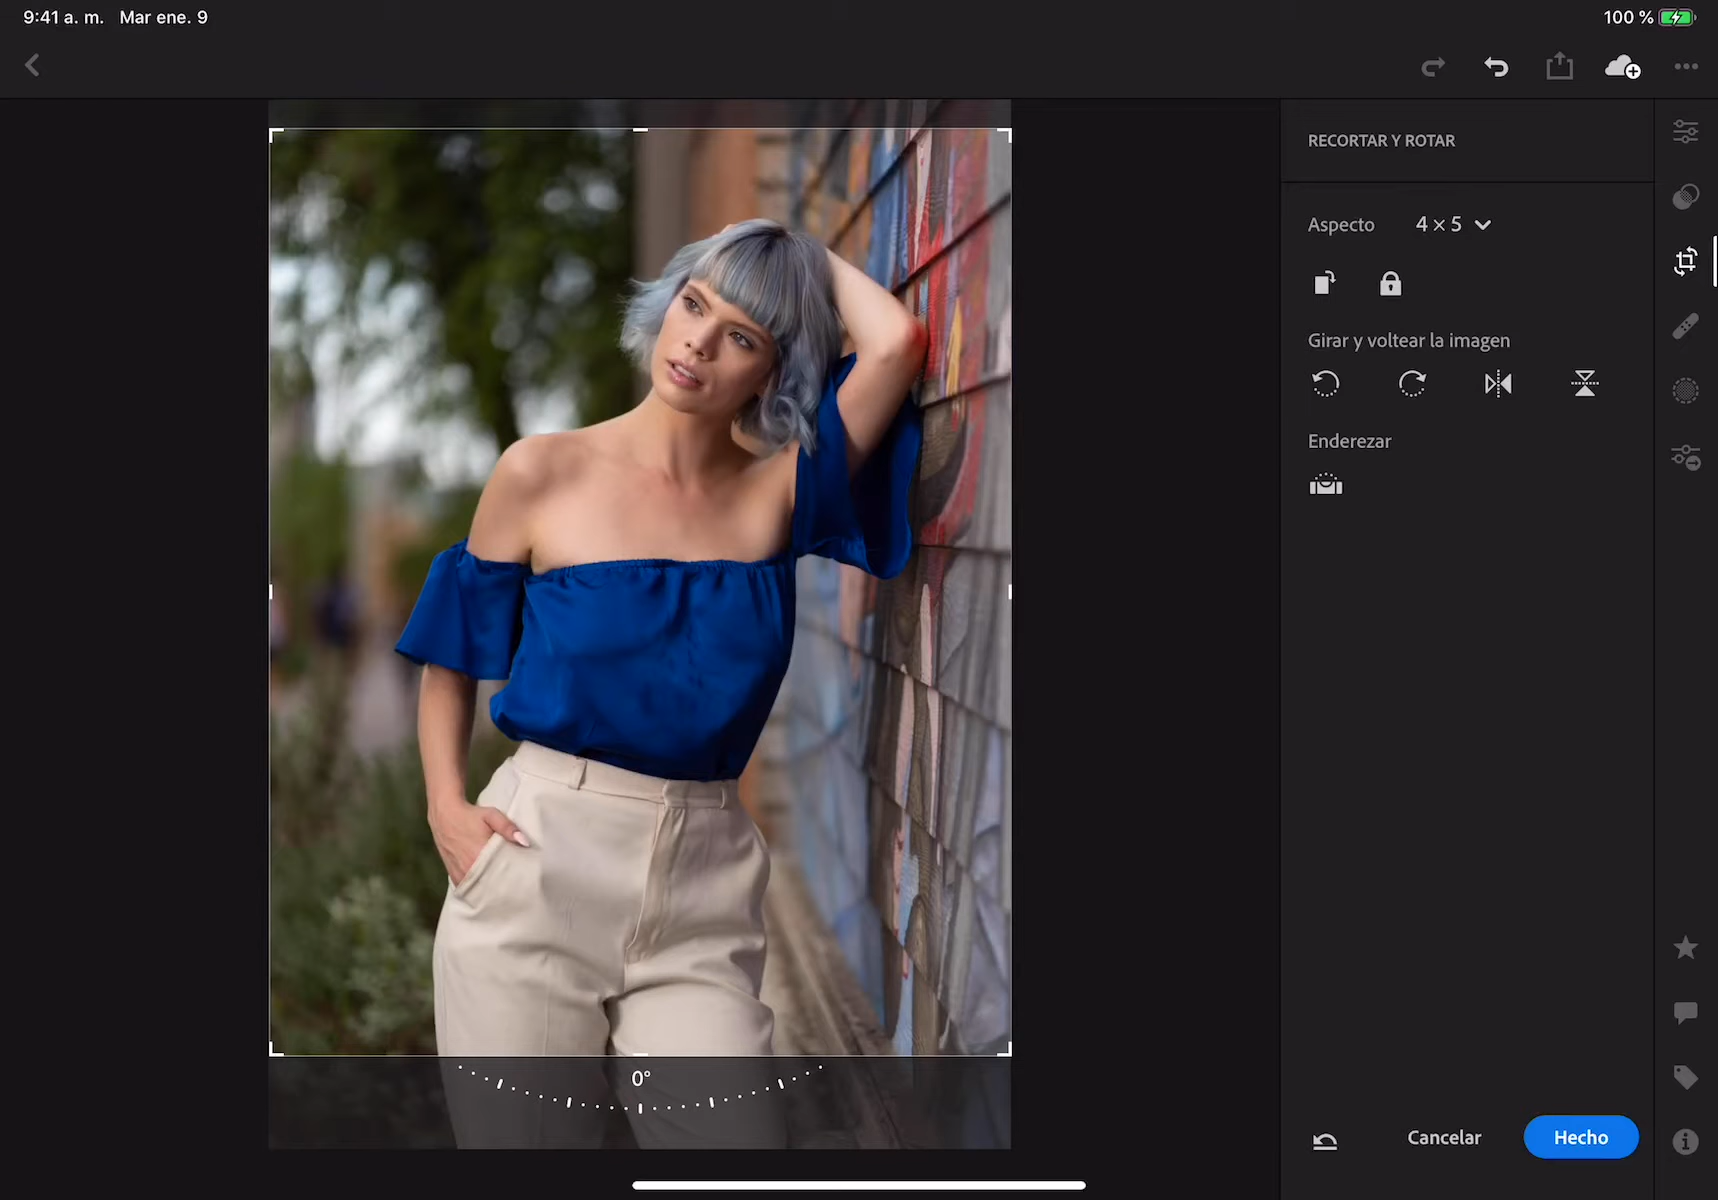 9:41 a. m. Mar ene. 9
100 %
RECORTAR Y ROTAR
Aspecto 4 × 5
Girar y voltear la imagen
Enderezar
0°
Cancelar
Hecho